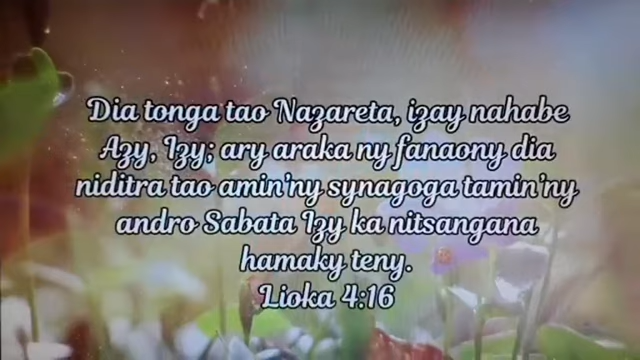 Dia tonga tao Nazareta, izay nahabe
Azy, Izy; ary araka ny fanaony dia
niditra tao amin'ny synagoga tamin'ny
andro Sabata Izy ka nitsangana
hamaky teny.
Lioka 4:16